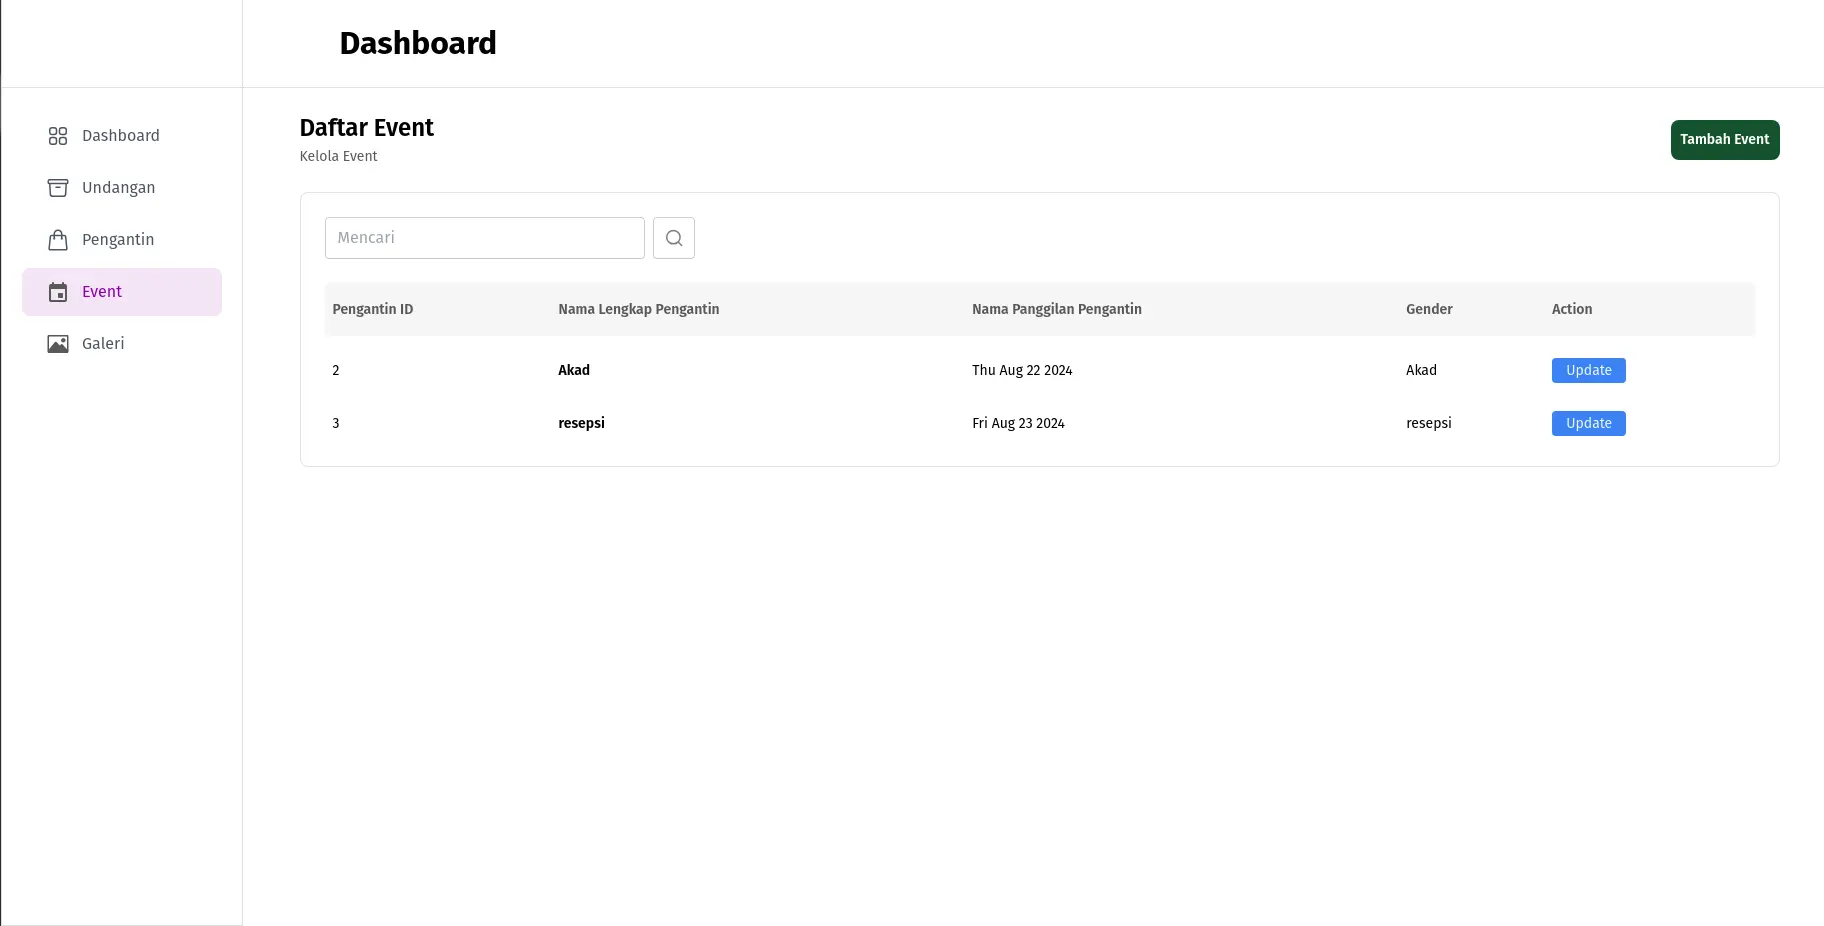 Dashboard
Dashboard
Undangan
Pengantin
Event
Galeri
Daftar Event
Kelola Event
Tambah Event
Mencari
Pengantin ID Nama Lengkap Pengantin Nama Panggilan Pengantin Gender Action
2 Akad Thu Aug 22 2024 Akad Update
3 resepsi Fri Aug 23 2024 resepsi Update